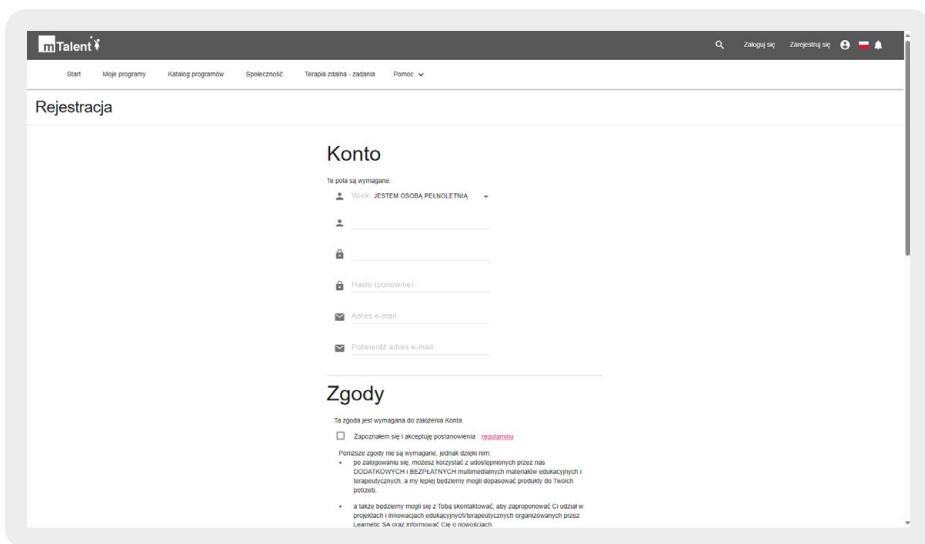 mTalent
Zaloguj się Zarejestruj się
Start Moje programy Katalog programów Społeczność Terapia zdalna - zadania Pomoc
Rejestracja
Konto
Te pola są wymagane.
Wiek JESTEM OSOBĄ PEŁNOLETNIĄ
Hasło (ponownie):
Adres e-mail
Potwierdź adres e-mail
Zgody
Ta zgoda jest wymagana do założenia Konta
Zapoznałem się i akceptuję postanowienia regulaminu
Poniższe zgody nie są wymagane, jednak dzięki nim:
• po zalogowaniu się, możesz korzystać z udostępnionych przez nas
DODATKOWYCH i BEZPŁATNYCH multimedialnych materiałów edukacyjnych i
terapeutycznych, a my lepiej będziemy mogli dopasować produkty do Twoich
potrzeb,
• a także będziemy mogli się z Tobą skontaktować, aby zaproponować Ci udział w
projektach i innowacjach edukacyjnych/terapeutycznych organizowanych przez
Learnetic SA oraz informować Cię o nowościach